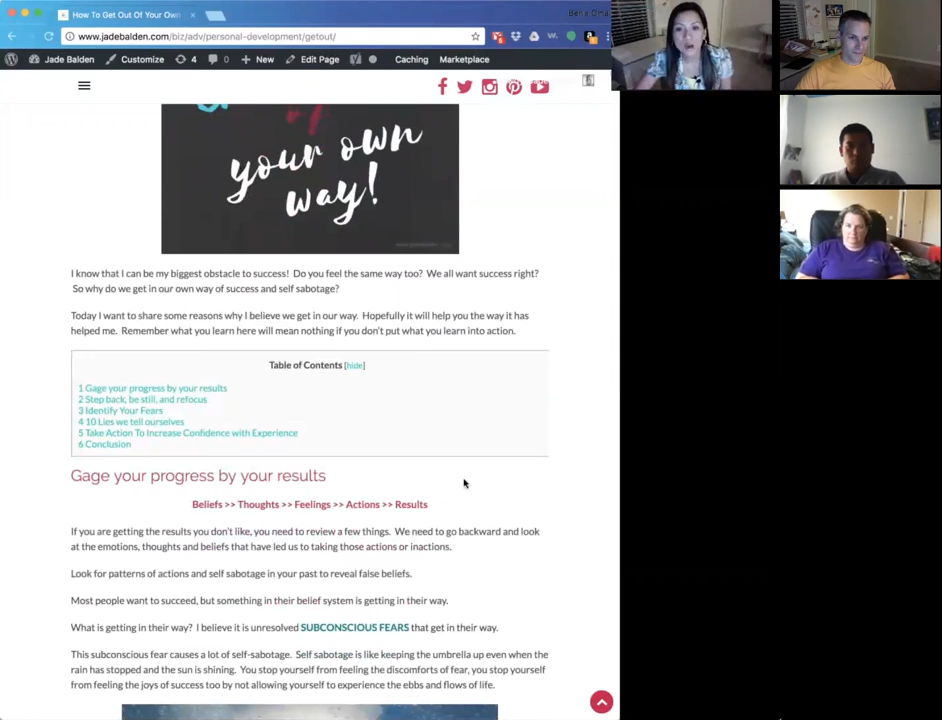 How To Get Out Of Your Own
www.jadebalden.com/biz/adv/personal-development/getout/
Jade Balden Customize 4 0 New Edit Page Caching Marketplace
your own
way!
I know that I can be my biggest obstacle to success! Do you feel the same way too? We all want success right?
So why do we get in our own way of success and self sabotage?
Today I want to share some reasons why I believe we get in our way. Hopefully it will help you the way it has
helped me. Remember what you learn here will mean nothing if you don't put what you learn into action.
Table of Contents [hide]
1 Gage your progress by your results
2 Step back, be still, and refocus
3 Identify Your Fears
4 10 Lies we tell ourselves
5 Take Action To Increase Confidence with Experience
6 Conclusion
Gage your progress by your results
Beliefs >> Thoughts >> Feelings >> Actions >> Results
If you are getting the results you don't like, you need to review a few things. We need to go backward and look
at the emotions, thoughts and beliefs that have led us to taking those actions or inactions.
Look for patterns of actions and self sabotage in your past to reveal false beliefs.
Most people want to succeed, but something in their belief system is getting in their way.
What is getting in their way? I believe it is unresolved SUBCONSCIOUS FEARS that get in their way.
This subconscious fear causes a lot of self-sabotage. Self sabotage is like keeping the umbrella up even when the
rain has stopped and the sun is shining. You stop yourself from feeling the discomforts of fear, you stop yourself
from feeling the joys of success too by not allowing yourself to experience the ebbs and flows of life.